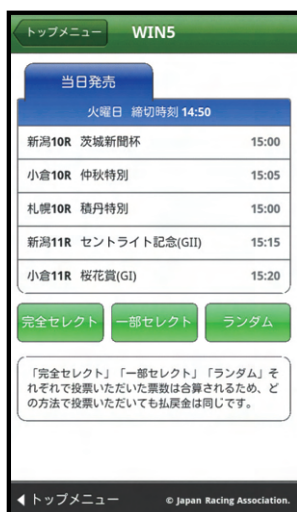 トップメニュー
WIN5
当日発売
火曜日 締切時刻 14:50
新潟10R 茨城新聞杯 15:00
小倉10R 仲秋特別 15:05
札幌10R 積丹特別 15:00
新潟11R セントライト記念(GII) 15:15
小倉11R 桜花賞(GI) 15:20
完全セレクト 一部セレクト ランダム
「完全セレクト」「一部セレクト」「ランダム」そ
れぞれで投票いただいた票数は合算されるため、ど
の方法で投票いただいても払戻金は同じです。
トップメニュー © Japan Racing Association.